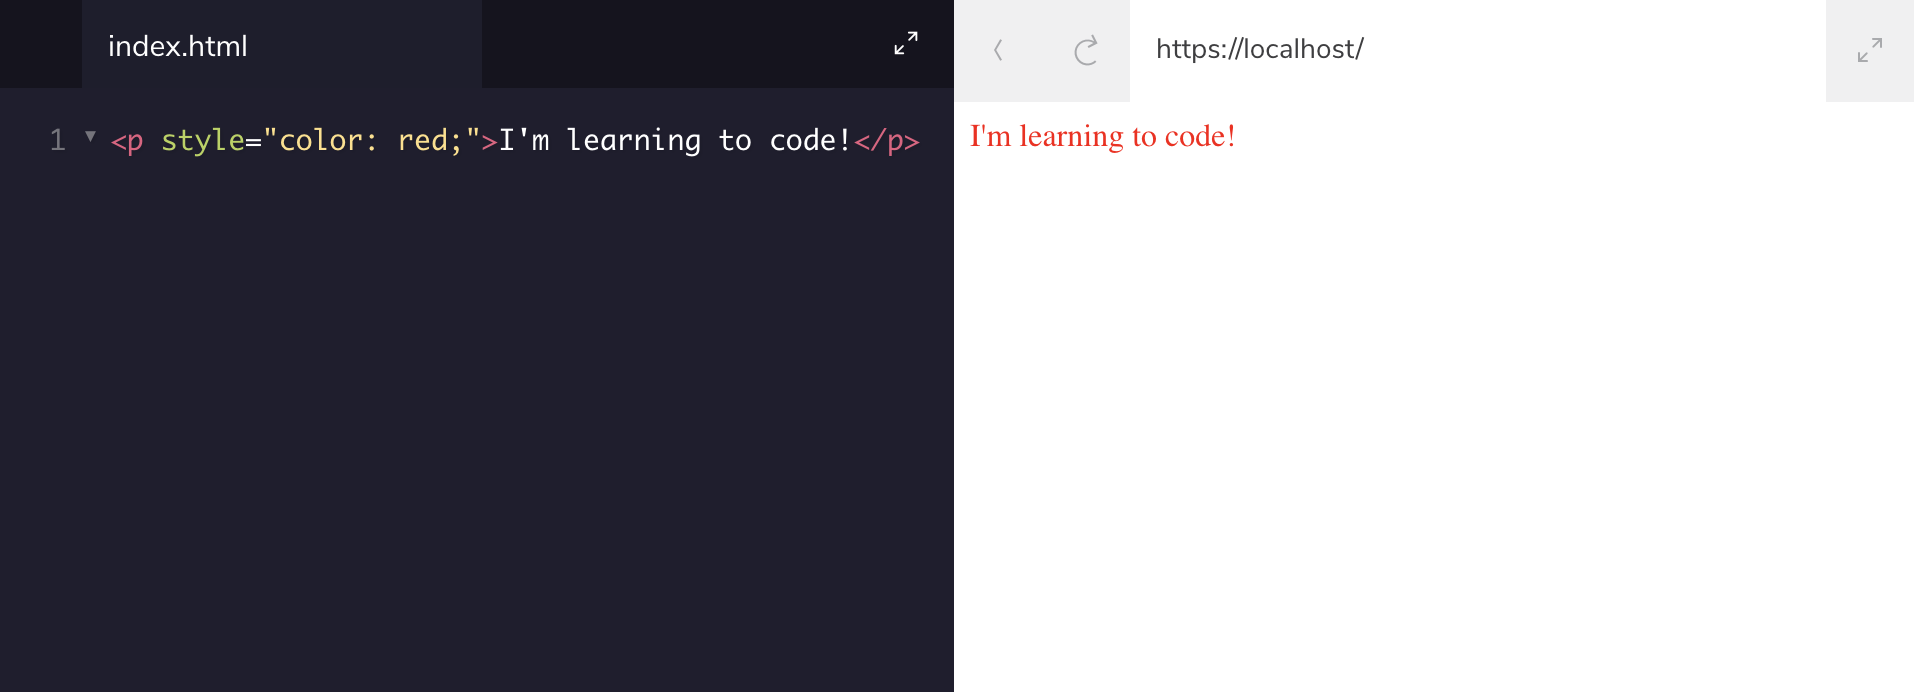 index.html
https://localhost/
1 <p style="color: red;">I'm learning to code!</p>
I'm learning to code!